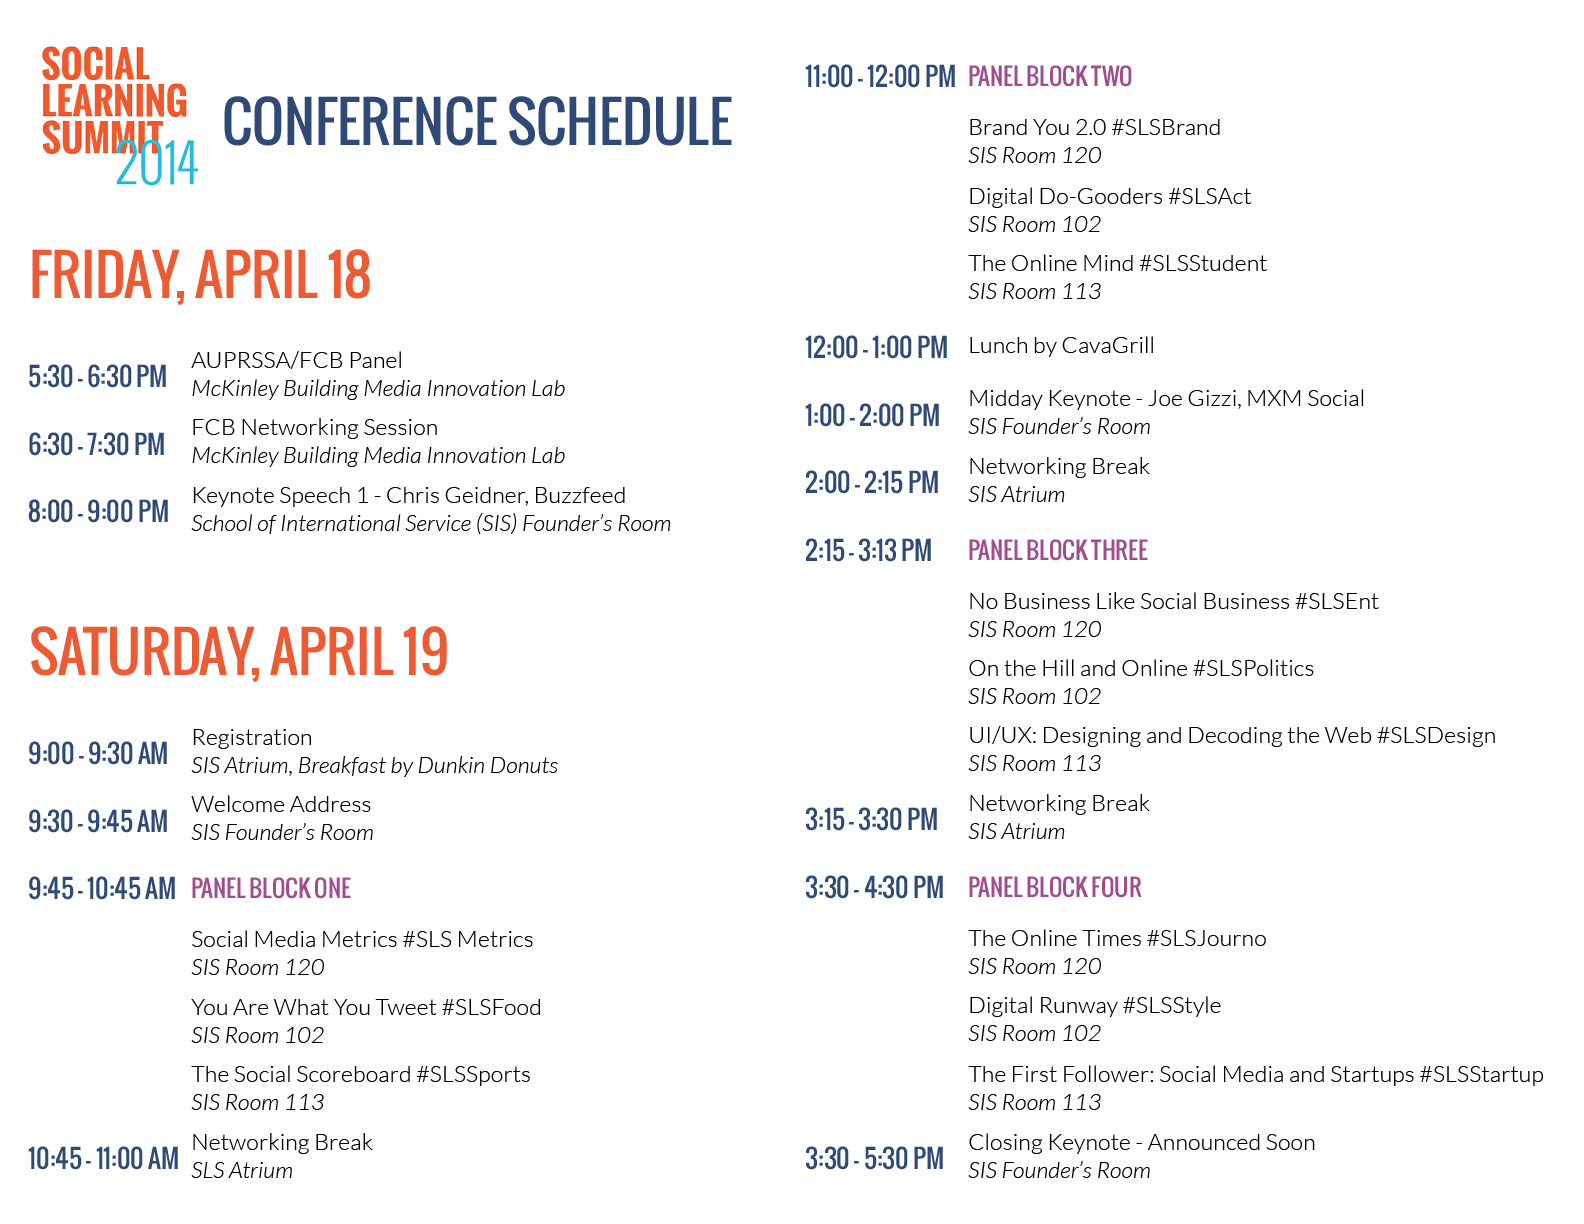 SOCIAL
LEARNING
SUMMIT
2014
CONFERENCE SCHEDULE
FRIDAY, APRIL 18
5:30 - 6:30 PM
AUPRSSA/FCB Panel
McKinley Building Media Innovation Lab
6:30 - 7:30 PM
FCB Networking Session
McKinley Building Media Innovation Lab
8:00 - 9:00 PM
Keynote Speech 1 - Chris Geidner, Buzzfeed
School of International Service (SIS) Founder’s Room
SATURDAY, APRIL 19
9:00 - 9:30 AM
Registration
SIS Atrium, Breakfast by Dunkin Donuts
9:30 - 9:45 AM
Welcome Address
SIS Founder’s Room
9:45 - 10:45 AM PANEL BLOCK ONE
Social Media Metrics #SLS Metrics
SIS Room 120
You Are What You Tweet #SLSFood
SIS Room 102
The Social Scoreboard #SLSSports
SIS Room 113
10:45 - 11:00 AM
Networking Break
SLS Atrium
11:00 - 12:00 PM PANEL BLOCK TWO
Brand You 2.0 #SLSBrand
SIS Room 120
Digital Do-Gooders #SLSAct
SIS Room 102
The Online Mind #SLSStudent
SIS Room 113
12:00 - 1:00 PM Lunch by CavaGrill
1:00 - 2:00 PM
Midday Keynote - Joe Gizzi, MXM Social
SIS Founder’s Room
2:00 - 2:15 PM
Networking Break
SIS Atrium
2:15 - 3:13 PM PANEL BLOCK THREE
No Business Like Social Business #SLSEnt
SIS Room 120
On the Hill and Online #SLSPolitics
SIS Room 102
UI/UX: Designing and Decoding the Web #SLSDesign
SIS Room 113
3:15 - 3:30 PM
Networking Break
SIS Atrium
3:30 - 4:30 PM PANEL BLOCK FOUR
The Online Times #SLSJourno
SIS Room 120
Digital Runway #SLSStyle
SIS Room 102
The First Follower: Social Media and Startups #SLSStartup
SIS Room 113
3:30 - 5:30 PM
Closing Keynote - Announced Soon
SIS Founder’s Room